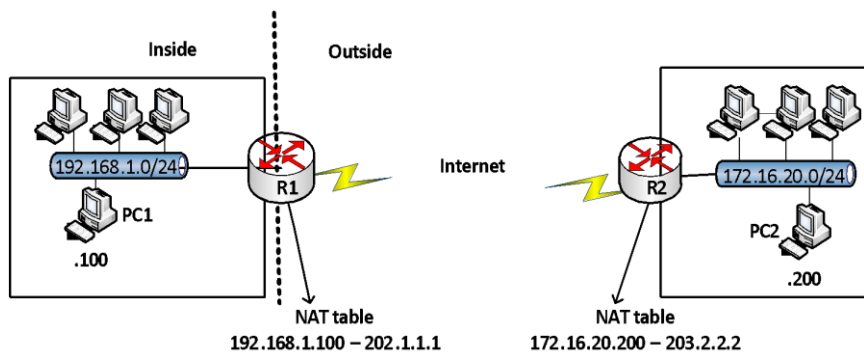 Inside
Outside
192.168.1.0/24
R1
PC1
.100
Internet
R2
172.16.20.0/24
PC2
.200
NAT table
192.168.1.100 – 202.1.1.1
NAT table
172.16.20.200 – 203.2.2.2